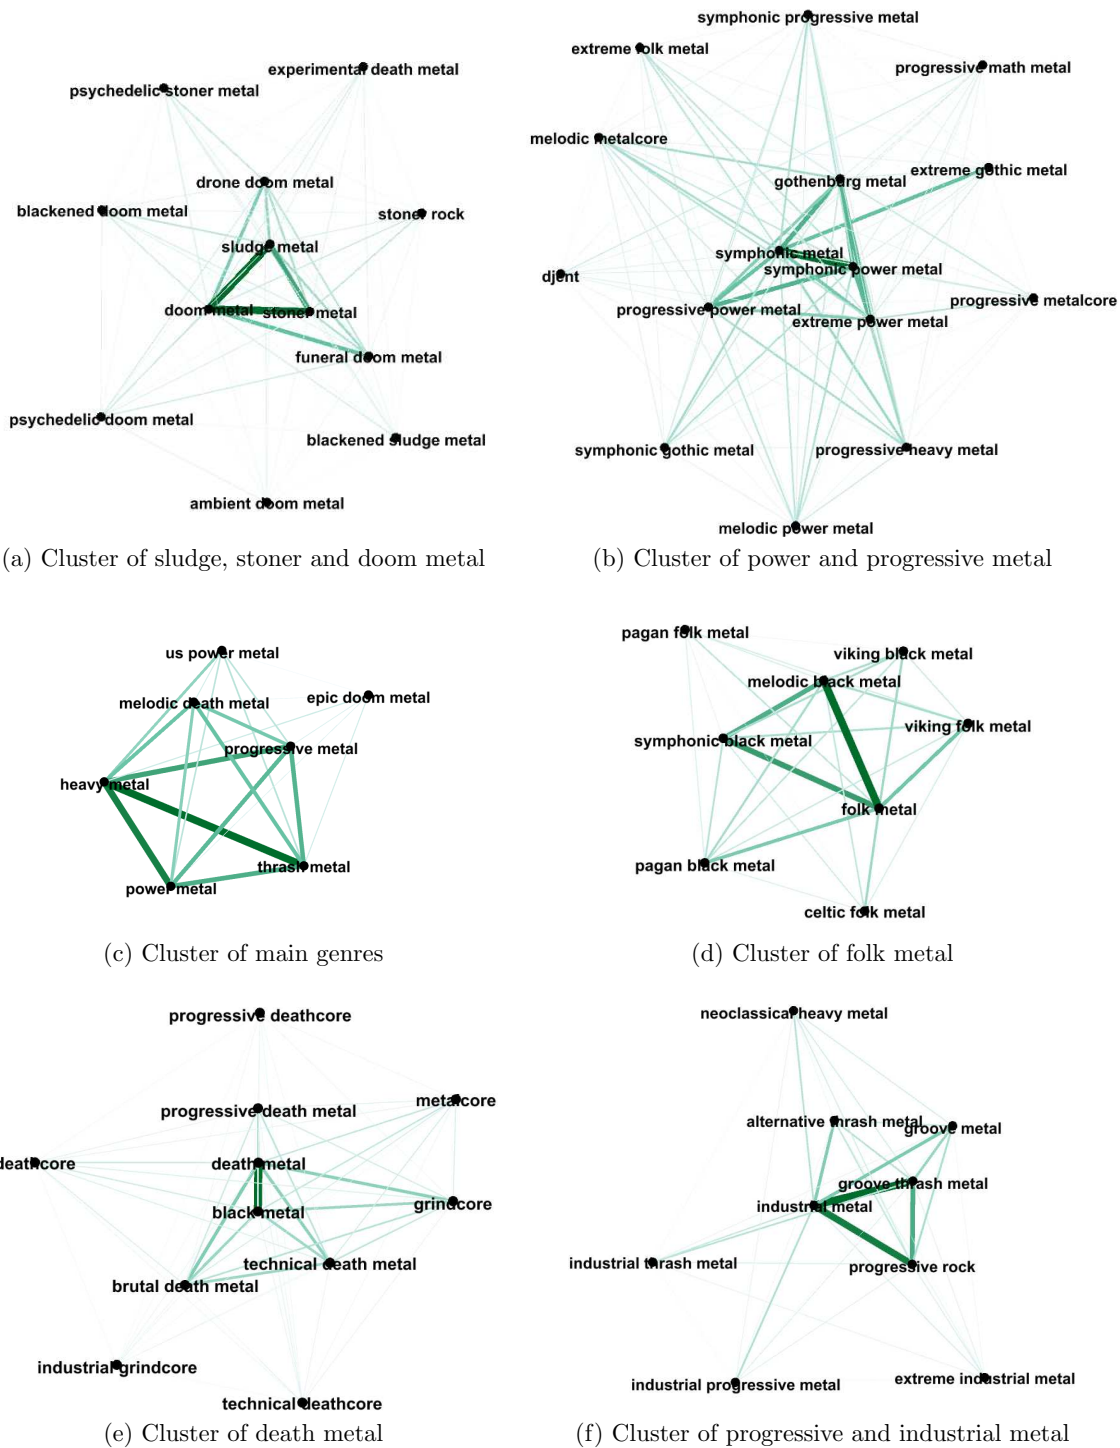 experimental death metal
psychedelic stoner metal
drone doom metal
blackened doom metal
stoner rock
sludge metal
doom metal
stoner metal
funeral doom metal
psychedelic doom metal
blackened sludge metal
ambient doom metal
(a) Cluster of sludge, stoner and doom metal
symphonic progressive metal
extreme folk metal
progressive math metal
melodic metalcore
extreme gothic metal
gothenburg metal
symphonic metal
symphonic power metal
djent
progressive metalcore
progressive power metal
extreme power metal
symphonic gothic metal
progressive heavy metal
melodic power metal
(b) Cluster of power and progressive metal
us power metal
epic doom metal
melodic death metal
progressive metal
heavy metal
thrash metal
power metal
(c) Cluster of main genres
pagan folk metal
viking black metal
melodic black metal
viking folk metal
symphonic black metal
folk metal
pagan black metal
celtic folk metal
(d) Cluster of folk metal
progressive deathcore
metalcore
progressive death metal
deathcore
death metal
grindcore
black metal
technical death metal
brutal death metal
industrial grindcore
technical deathcore
(e) Cluster of death metal
neoclassical heavy metal
alternative thrash metal
groove metal
groove thrash metal
industrial metal
industrial thrash metal
progressive rock
industrial progressive metal
extreme industrial metal
(f) Cluster of progressive and industrial metal